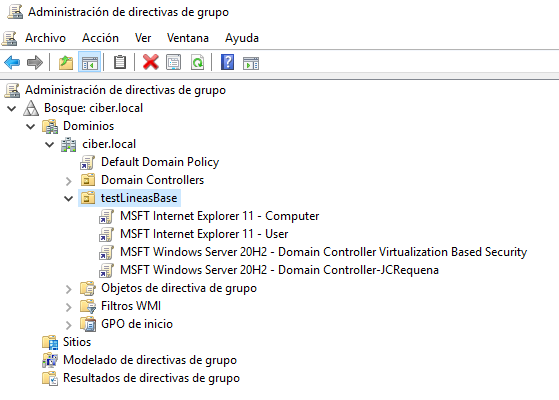 Administración de directivas de grupo
Archivo Acción Ver Ventana Ayuda
Administración de directivas de grupo
Bosque: ciber.local
Dominios
ciber.local
Default Domain Policy
Domain Controllers
testLineasBase
MSFT Internet Explorer 11 - Computer
MSFT Internet Explorer 11 - User
MSFT Windows Server 20H2 - Domain Controller Virtualization Based Security
MSFT Windows Server 20H2 - Domain Controller-JCRequena
Objetos de directiva de grupo
Filtros WMI
GPO de inicio
Sitios
Modelado de directivas de grupo
Resultados de directivas de grupo